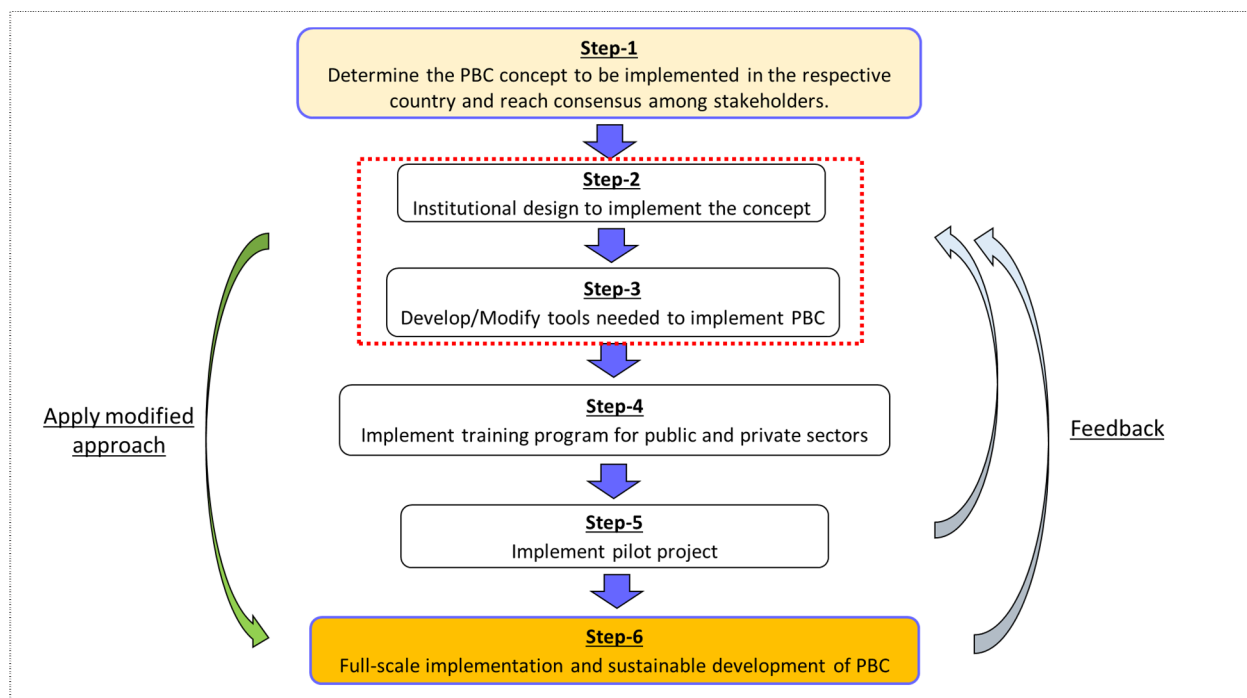 Step-1
Determine the PBC concept to be implemented in the respective
country and reach consensus among stakeholders.
Step-2
Institutional design to implement the concept
Step-3
Develop/Modify tools needed to implement PBC
Step-4
Implement training program for public and private sectors
Apply modified
approach
Feedback
Step-5
Implement pilot project
Step-6
Full-scale implementation and sustainable development of PBC